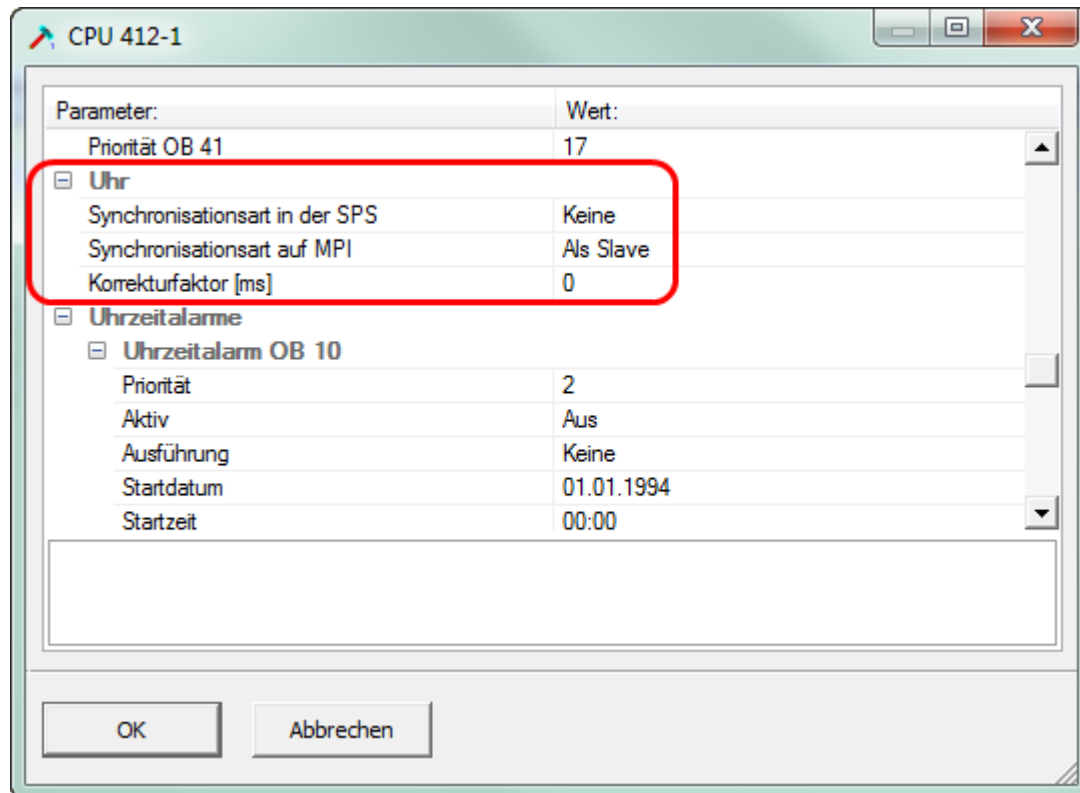 CPU 412-1
Parameter: Wert:
Priorität OB 41 17
Uhr
Synchronisationsart in der SPS Keine
Synchronisationsart auf MPI Als Slave
Korrekturfaktor [ms] 0
Uhrzeitalarme
Uhrzeitalarm OB 10
Priorität 2
Aktiv Aus
Ausführung Keine
Startdatum 01.01.1994
Startzeit 00:00
OK Abbrechen